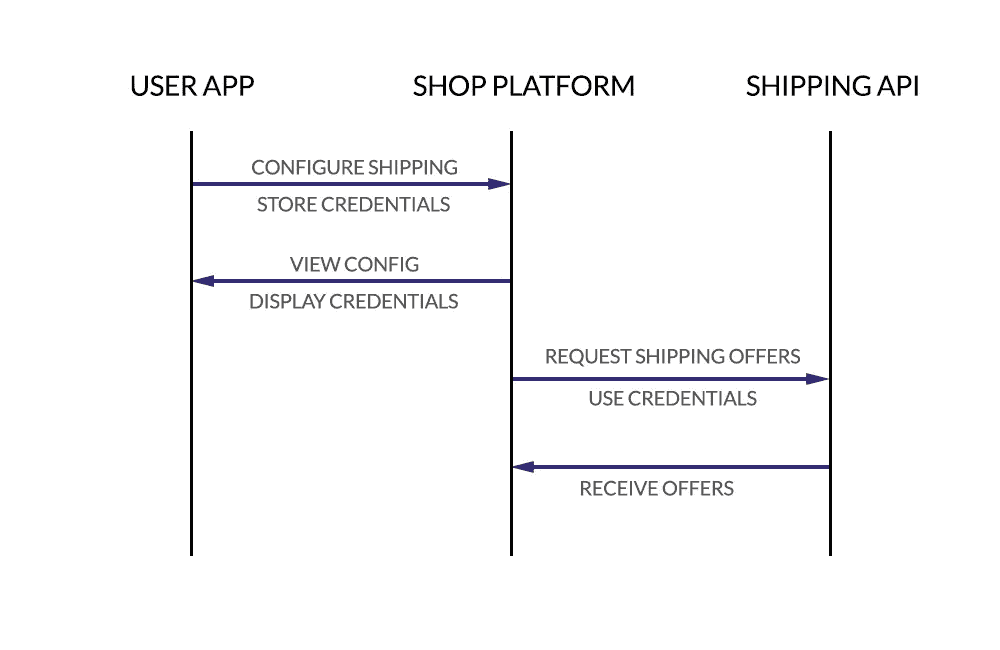 USER APP
SHOP PLATFORM
SHIPPING API
CONFIGURE SHIPPING
STORE CREDENTIALS
VIEW CONFIG
DISPLAY CREDENTIALS
REQUEST SHIPPING OFFERS
USE CREDENTIALS
RECEIVE OFFERS